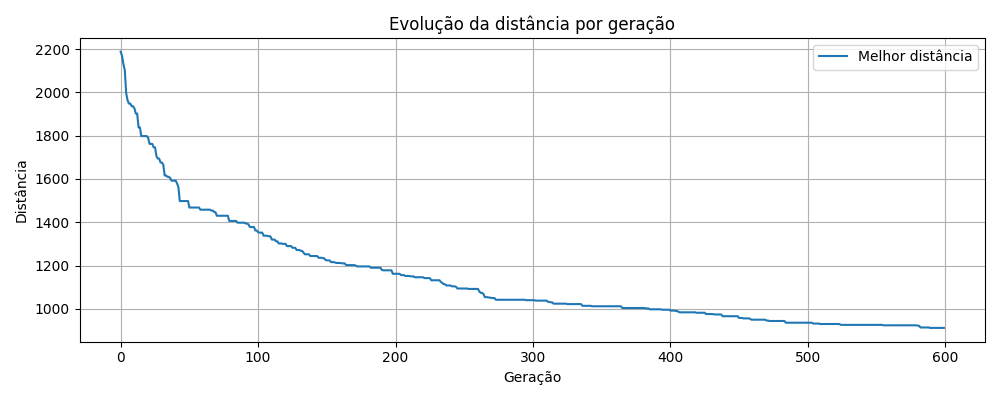 Evolução da distância por geração
Melhor distância
Distância
2200
2000
1800
1600
1400
1200
1000
0 100 200 300 400 500 600
Geração